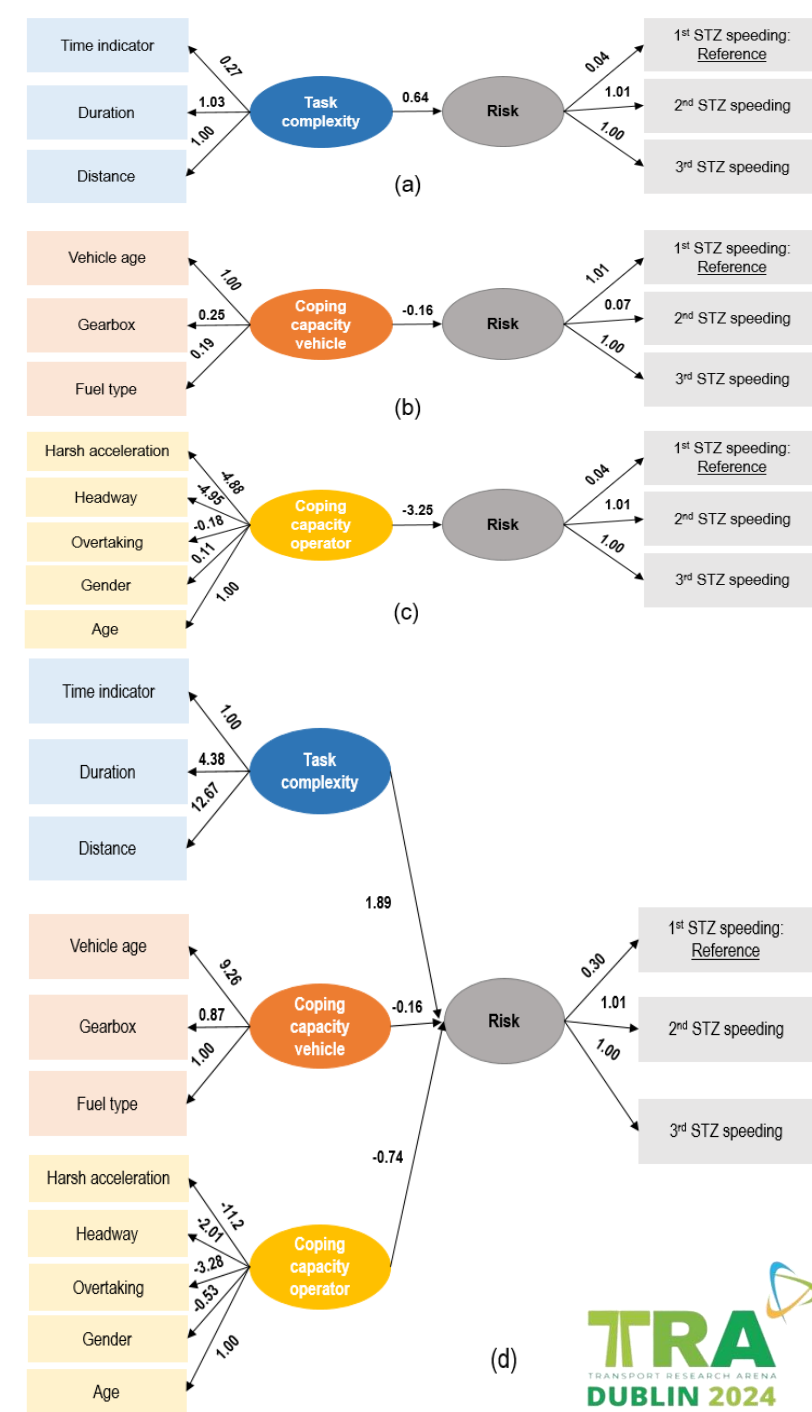 Time indicator
0.27
Duration
1.03
Distance
1.00
Task
complexity
0.64
Risk
0.04
1.01
1.00
1st STZ speeding:
Reference
2nd STZ speeding
3rd STZ speeding
(a)
Vehicle age
1.00
Gearbox
0.25
Fuel type
0.19
Coping
capacity
vehicle
-0.16
Risk
1.01
0.07
1.00
1st STZ speeding:
Reference
2nd STZ speeding
3rd STZ speeding
(b)
Harsh acceleration
-4.88
Headway
-4.95
Overtaking
-0.18
Gender
0.11
Age
1.00
Coping
capacity
operator
-3.25
Risk
0.04
1.01
1.00
1st STZ speeding:
Reference
2nd STZ speeding
3rd STZ speeding
(c)
Time indicator
1.00
Duration
4.38
Distance
12.67
Task
complexity
1.89
Vehicle age
9.26
Gearbox
0.87
Fuel type
1.00
Coping
capacity
vehicle
-0.16
Risk
0.30
1.01
1.00
1st STZ speeding:
Reference
2nd STZ speeding
3rd STZ speeding
-0.74
Harsh acceleration
-11.2
Headway
-2.01
Overtaking
-3.28
Gender
-0.53
Age
1.00
Coping
capacity
operator
(d)
TRA
TRANSPORT RESEARCH ARENA
DUBLIN 2024